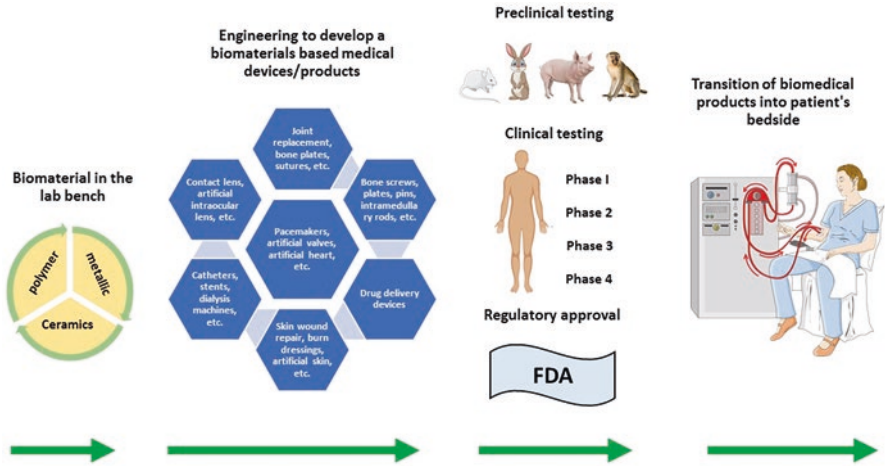 Biomaterial in the
lab bench
polymer
metallic
Ceramics
Engineering to develop a
biomaterials based medical
devices/products
Joint
replacement,
bone plates,
sutures, etc.
Contact lens,
artificial
intraocular
lens, etc.
Bone screws,
plates, pins,
intramedulla
ry rods, etc.
Pacemakers,
artificial valves,
artificial heart,
etc.
Catheters,
stents,
dialysis
machines,
etc.
Drug delivery
devices
Skin wound
repair, burn
dressings,
artificial skin,
etc.
Preclinical testing
Clinical testing
Phase I
Phase 2
Phase 3
Phase 4
Regulatory approval
FDA
Transition of biomedical
products into patient's
bedside